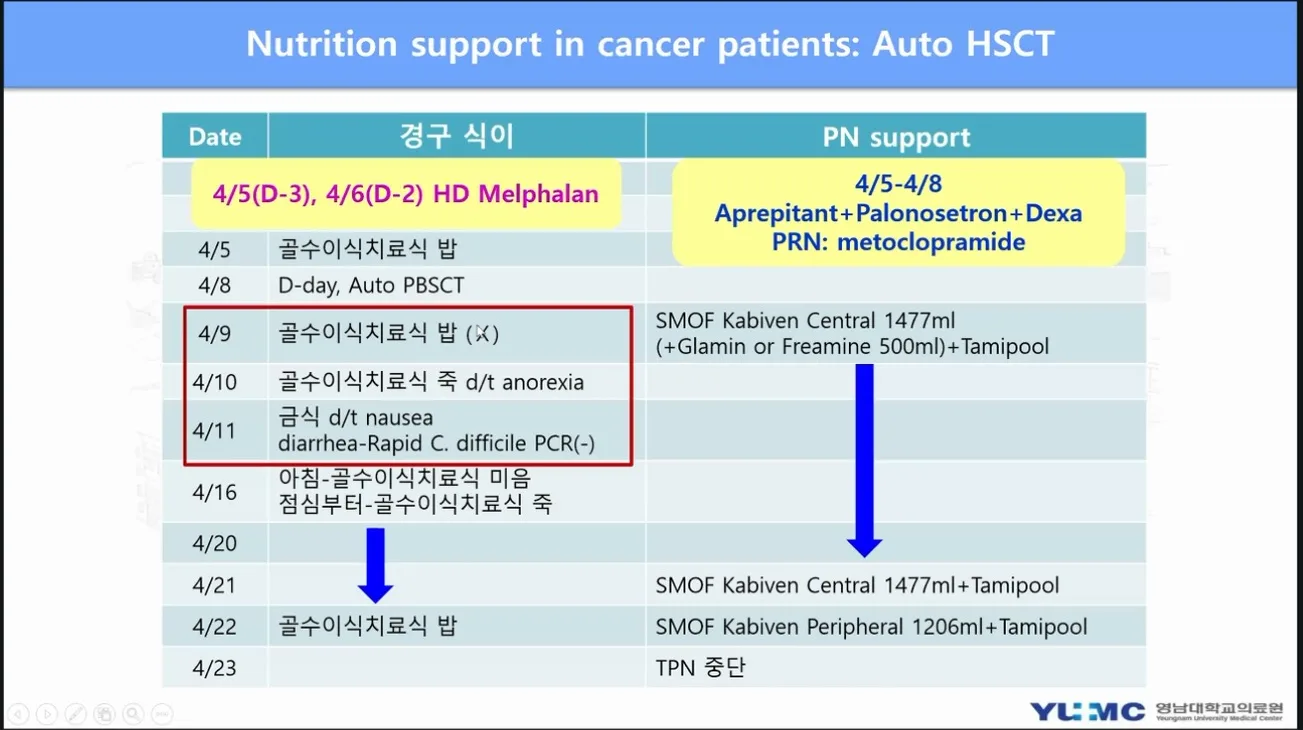 Nutrition support in cancer patients: Auto HSCT
Date
경구 식이
PN support
4/5(D-3), 4/6(D-2) HD Melphalan
4/5-4/8
Aprepitant+Palonosetron+Dexa
PRN: metoclopramide
4/5
골수이식치료식 밥
4/8
D-day, Auto PBSCT
4/9
골수이식치료식 밥 (X)
SMOF Kabiven Central 1477ml
(+Glamin or Freamine 500ml)+Tamipool
4/10
골수이식치료식 죽 d/t anorexia
4/11
금식 d/t nausea
diarrhea-Rapid C. difficile PCR(-)
4/16
아침-골수이식치료식 미음
점심부터-골수이식치료식 죽
4/20
4/21
SMOF Kabiven Central 1477ml+Tamipool
4/22
골수이식치료식 밥
SMOF Kabiven Peripheral 1206ml+Tamipool
4/23
TPN 중단
YUMC 영남대학교의료원
Yeungnam University Medical Center